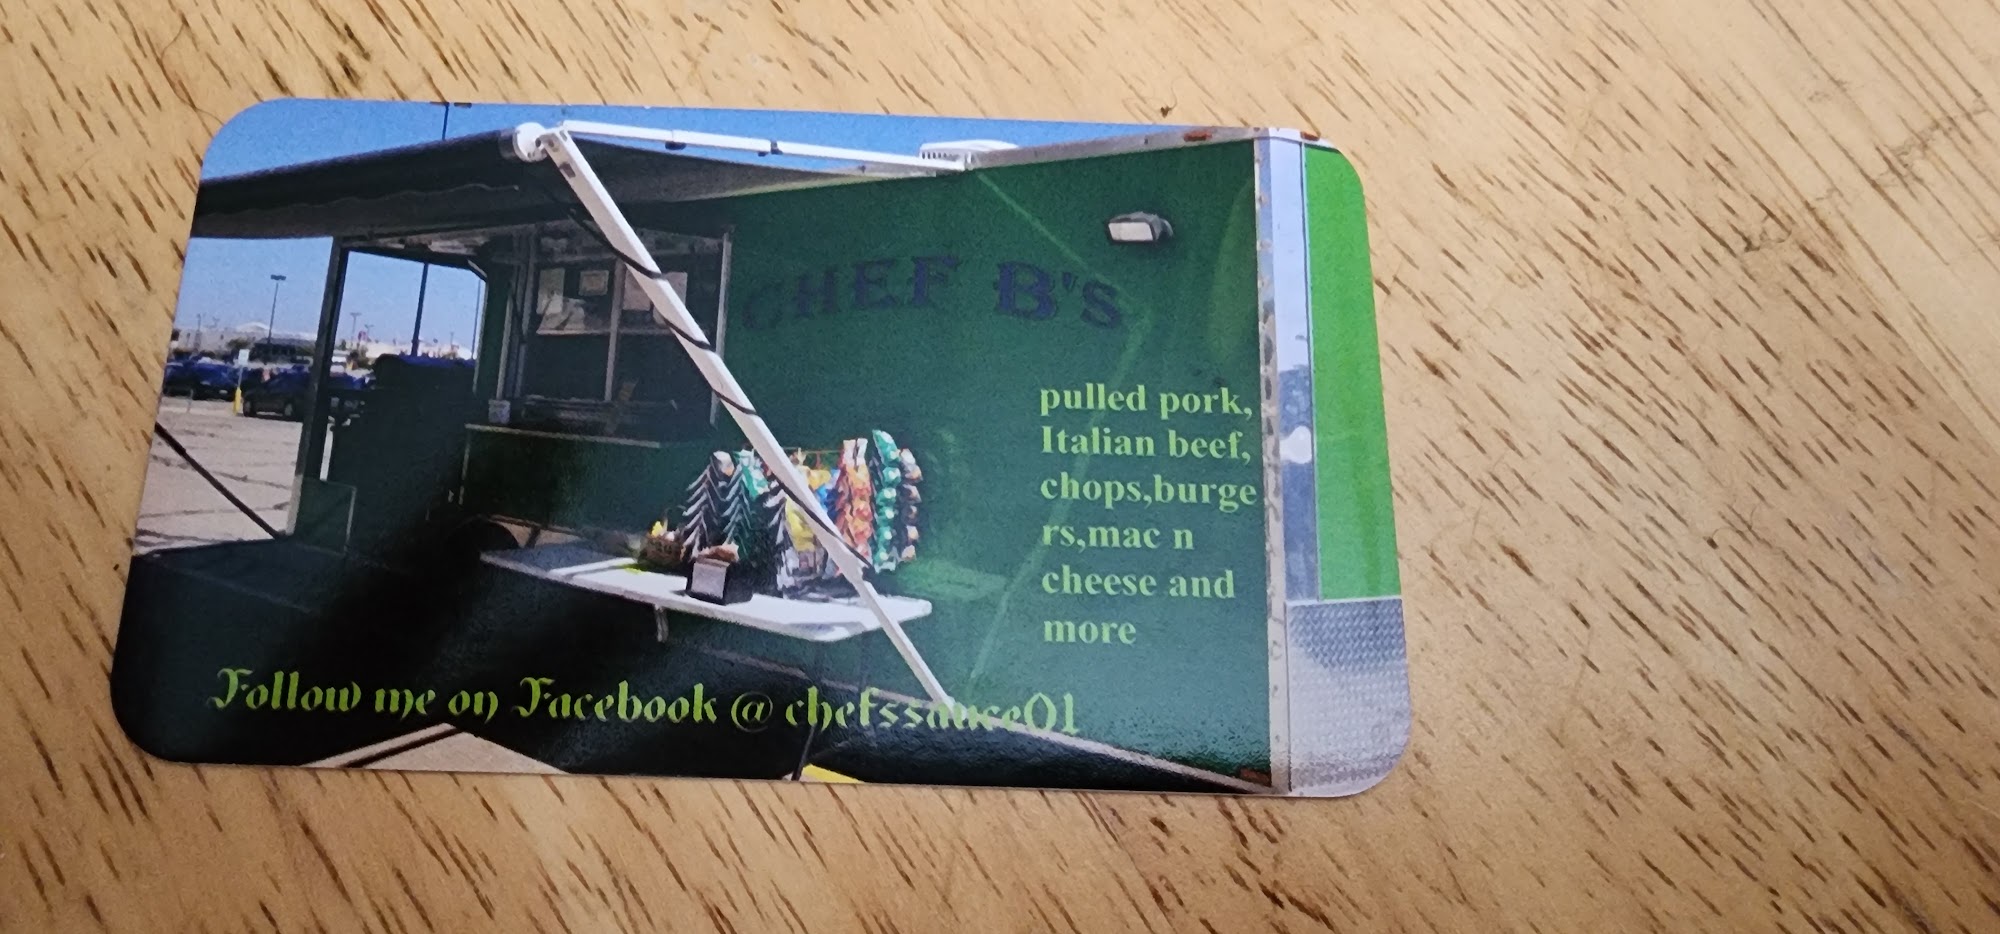 CHEF B's
pulled pork,
Italian beef,
chops,burge
rs,mac n
cheese and
more
Follow me on Facebook @ chefssauce01